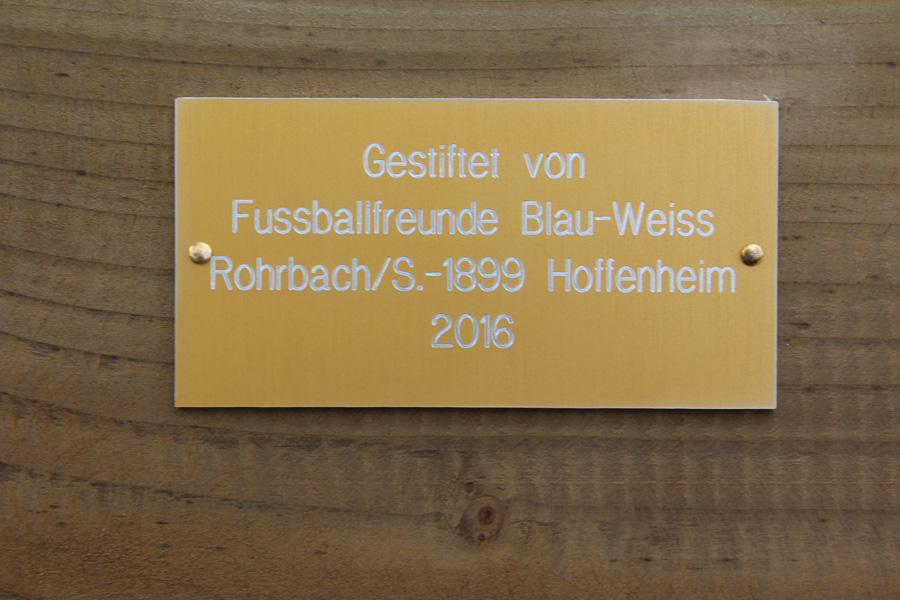 Gestiftet von
Fussballfreunde Blau-Weiss
Rohrbach/S.-1899 Hoffenheim
2016